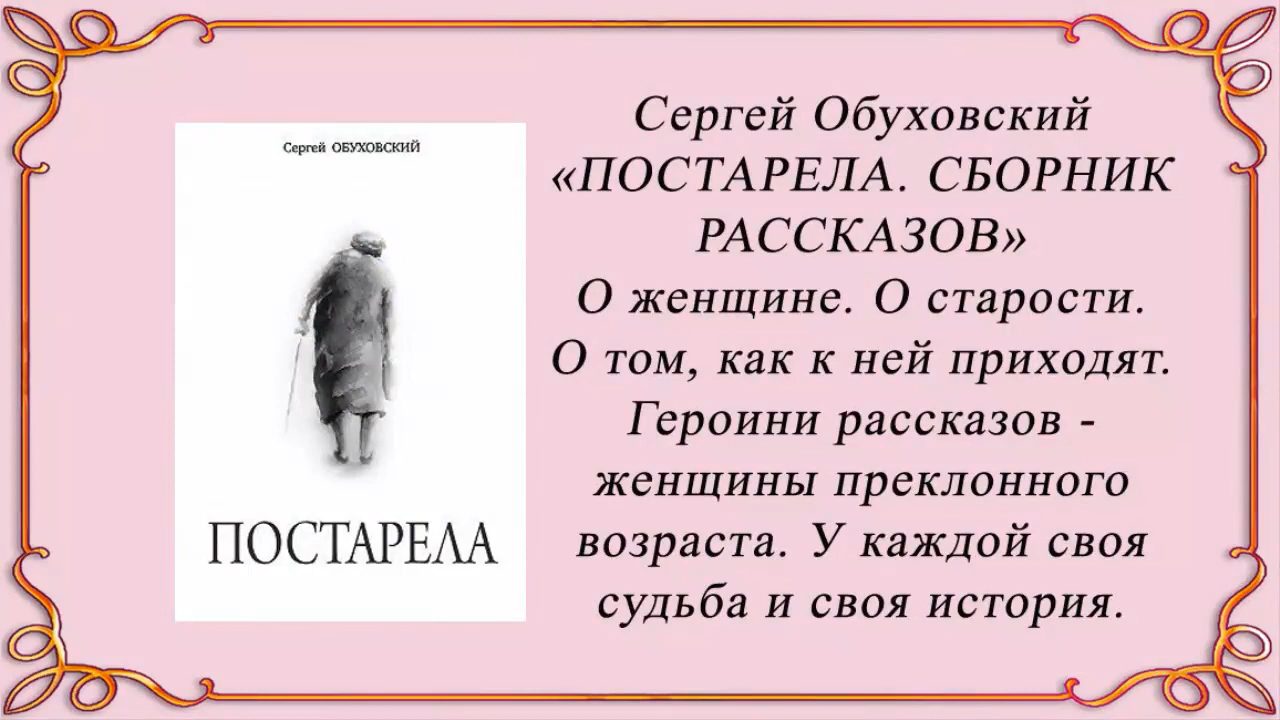 Сергей ОБУХОВСКИЙ
ПОСТАРЕЛА
Сергей Обуховский
«ПОСТАРЕЛА. СБОРНИК
РАССКАЗОВ»
О женщине. О старости.
О том, как к ней приходят.
Героини рассказов -
женщины преклонного
возраста. У каждой своя
судьба и своя история.